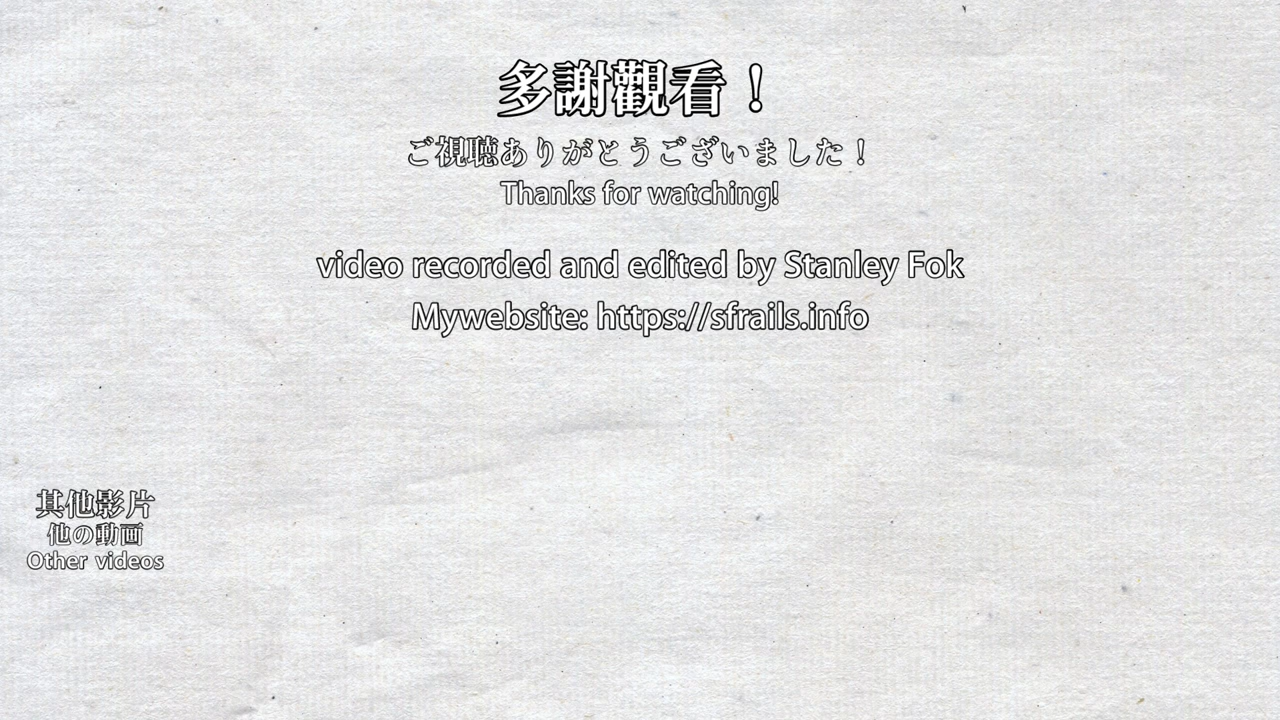 多謝觀看！
ご視聴ありがとうございました！
Thanks for watching!
video recorded and edited by Stanley Fok
Mywebsite: https://sfrails.info
其他影片
他の動画
Other videos